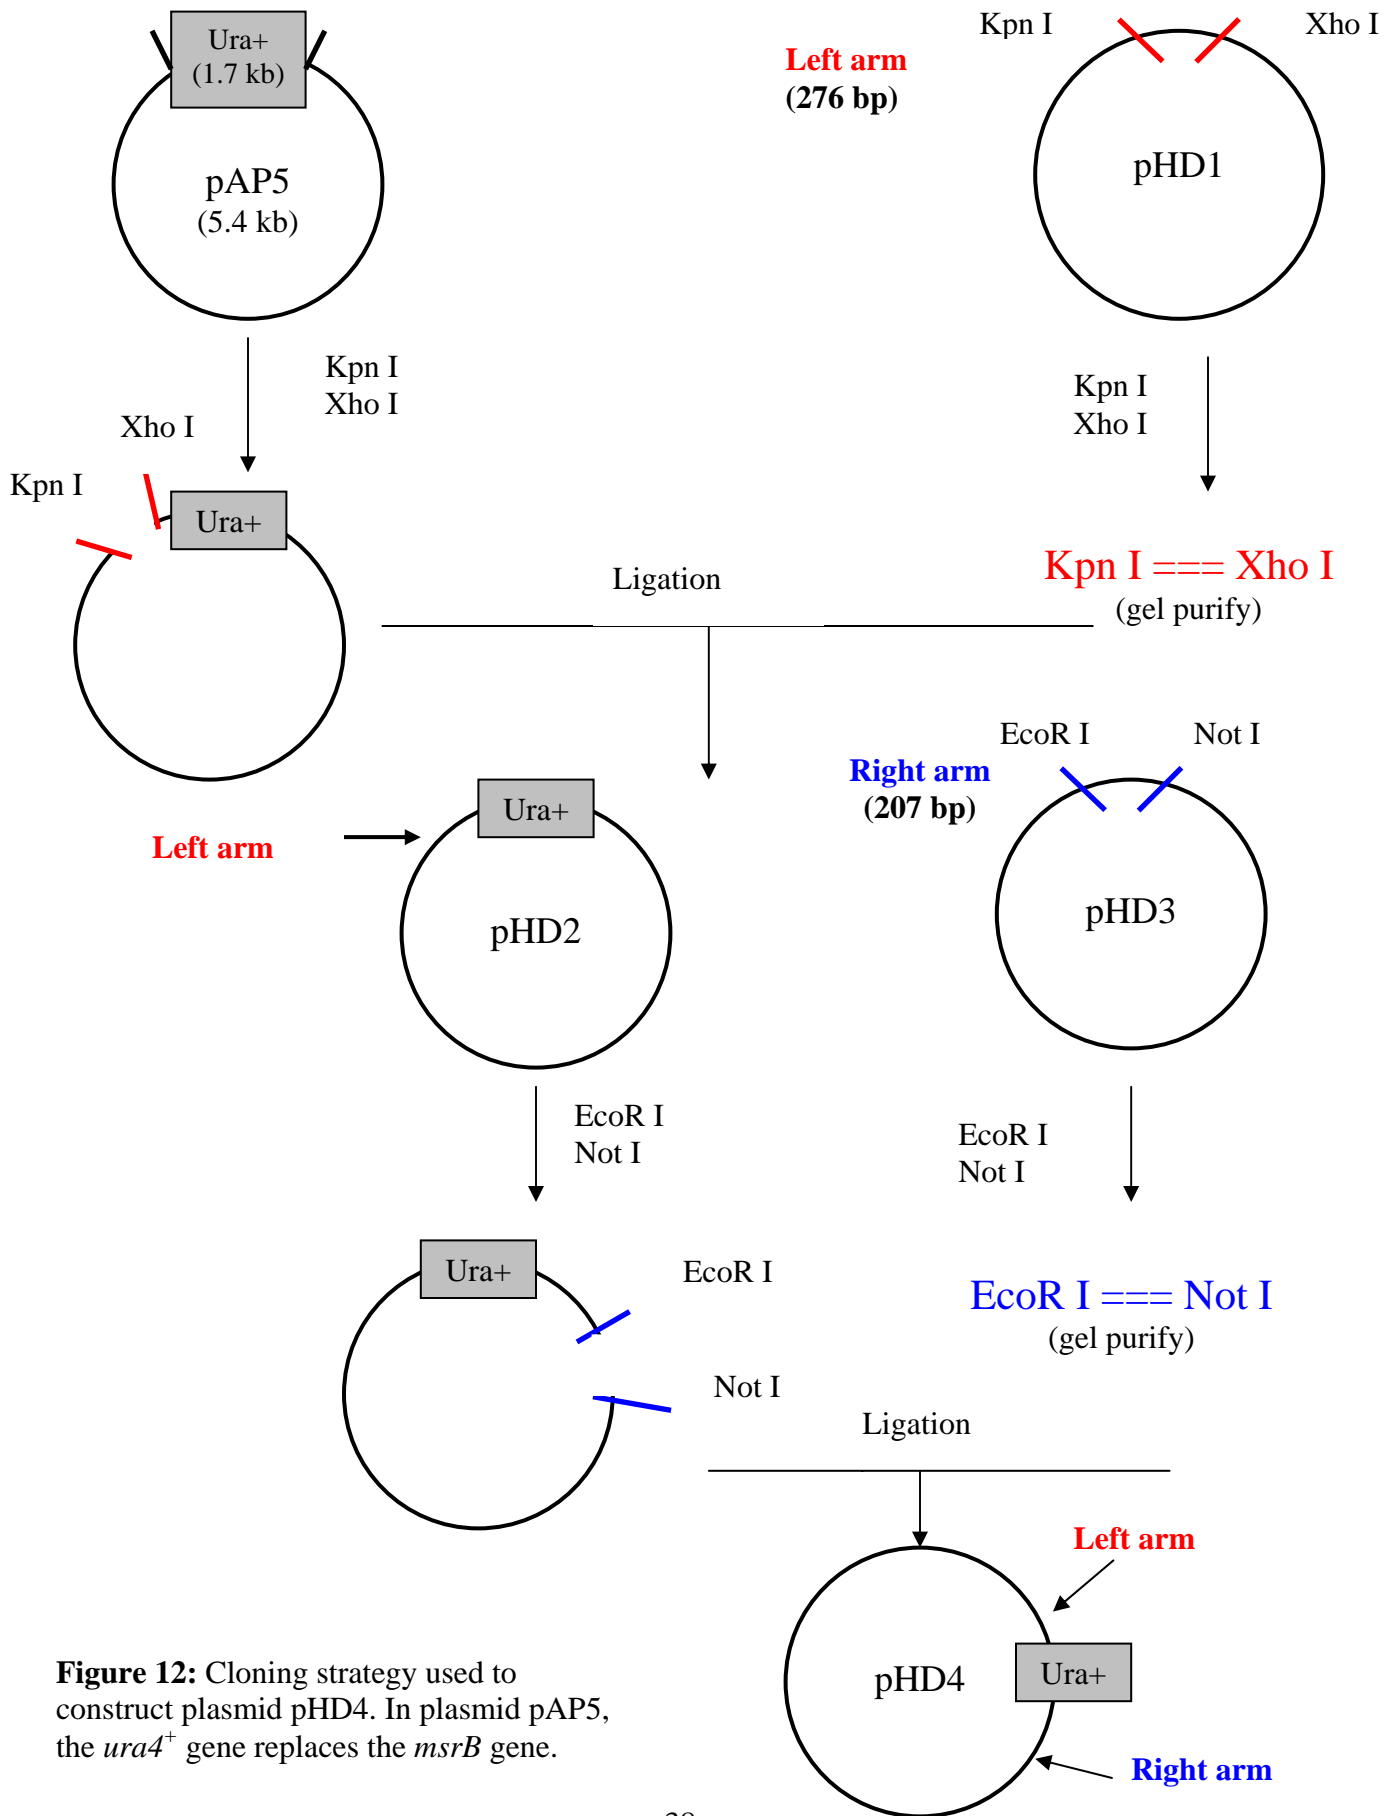 Ura+
(1.7 kb)
pAP5
(5.4 kb)
Kpn I
Xho I
Left arm
(276 bp)
pHD1
Kpn I
Xho I
Kpn I
Xho I
Xho I
Kpn I
Ura+
Ligation
Kpn I === Xho I
(gel purify)
EcoR I
Not I
Right arm
(207 bp)
Ura+
Left arm
pHD2
pHD3
EcoR I
Not I
EcoR I
Not I
Ura+
EcoR I
Not I
EcoR I === Not I
(gel purify)
Ligation
Left arm
pHD4
Ura+
Right arm
Figure 12: Cloning strategy used to
construct plasmid pHD4. In plasmid pAP5,
the ura4+ gene replaces the msrB gene.